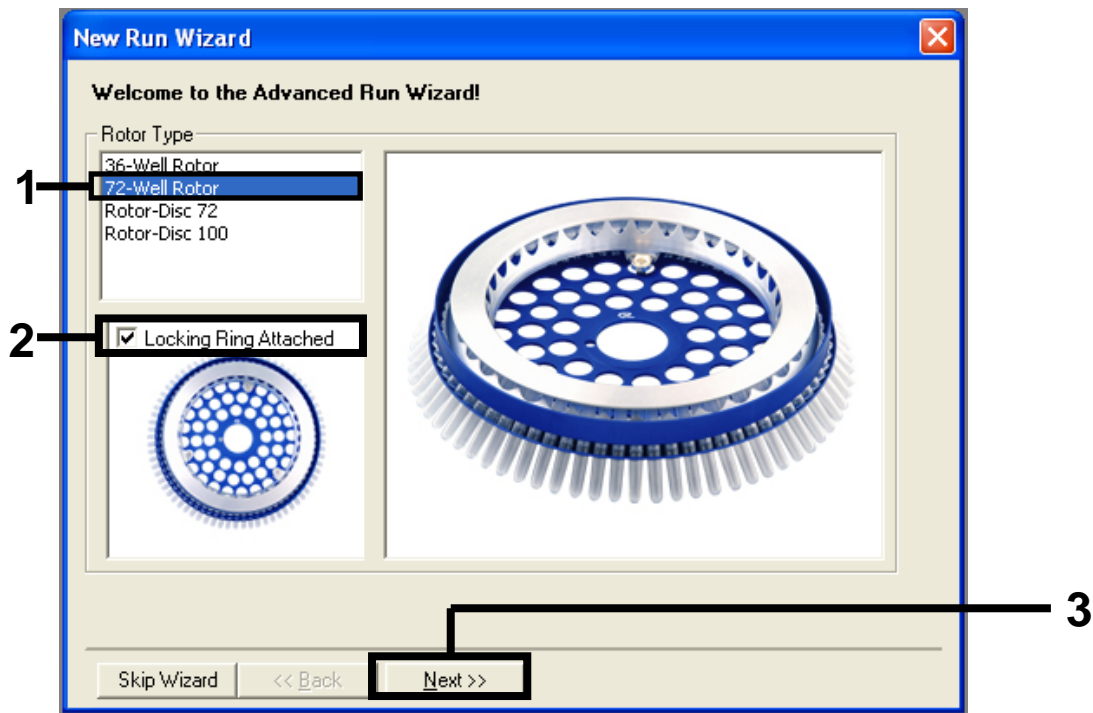 New Run Wizard
Welcome to the Advanced Run Wizard!
Rotor Type
36-Well Rotor
1
72-Well Rotor
Rotor-Disc 72
Rotor-Disc 100
2
Locking Ring Attached
3
Skip Wizard
<< Back
Next >>